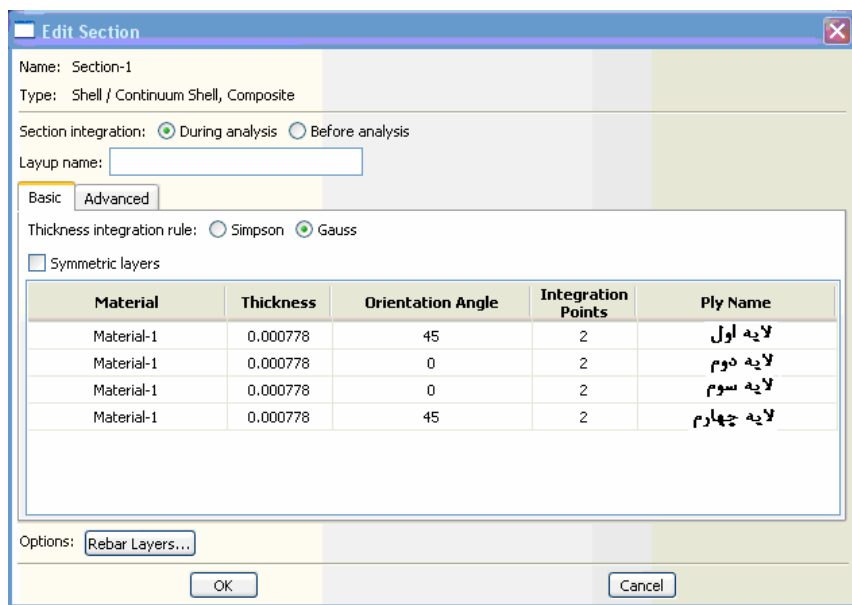 Edit Section
Name: Section-1
Type: Shell / Continuum Shell, Composite
Section integration: During analysis Before analysis
Layup name:
Basic Advanced
Thickness integration rule: Simpson Gauss
Symmetric layers
Material Thickness Orientation Angle Integration Points Ply Name
Material-1 0.000778 45 2 لایه اول
Material-1 0.000778 0 2 لایه دوم
Material-1 0.000778 0 2 لایه سوم
Material-1 0.000778 45 2 لایه چهارم
Options: Rebar Layers...
OK Cancel